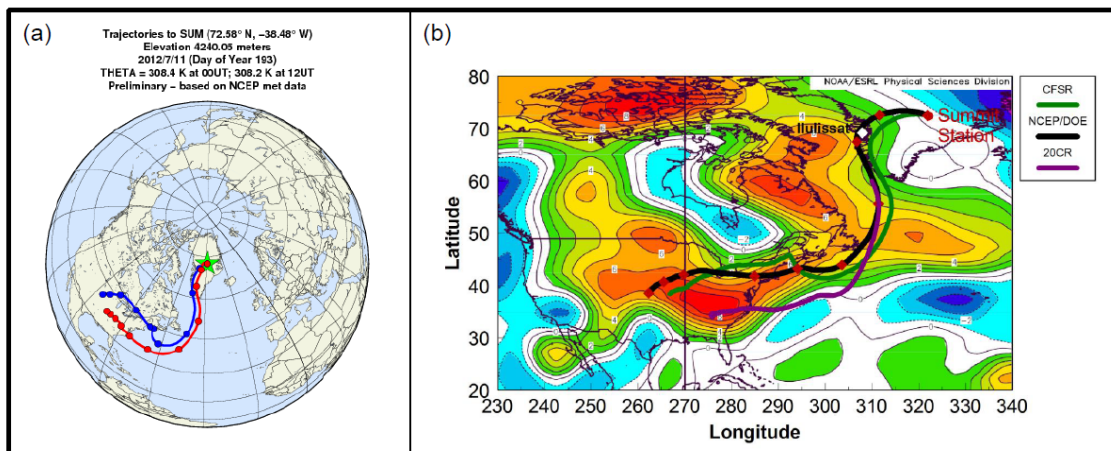 (a)
Trajectories to SUM (72.58° N, −38.48° W)
Elevation 4240.05 meters
2012/7/11 (Day of Year 193)
THETA = 308.4 K at 00UT; 308.2 K at 12UT
Preliminary − based on NCEP met data
(b)
NOAA/ESRL Physical Sciences Division
CFSR
NCEP/DOE
20CR
Ilulissat
Summit
Station
Latitude
80
70
60
50
40
30
20
230 240 250 260 270 285 290 300 310 320 330 340
Longitude